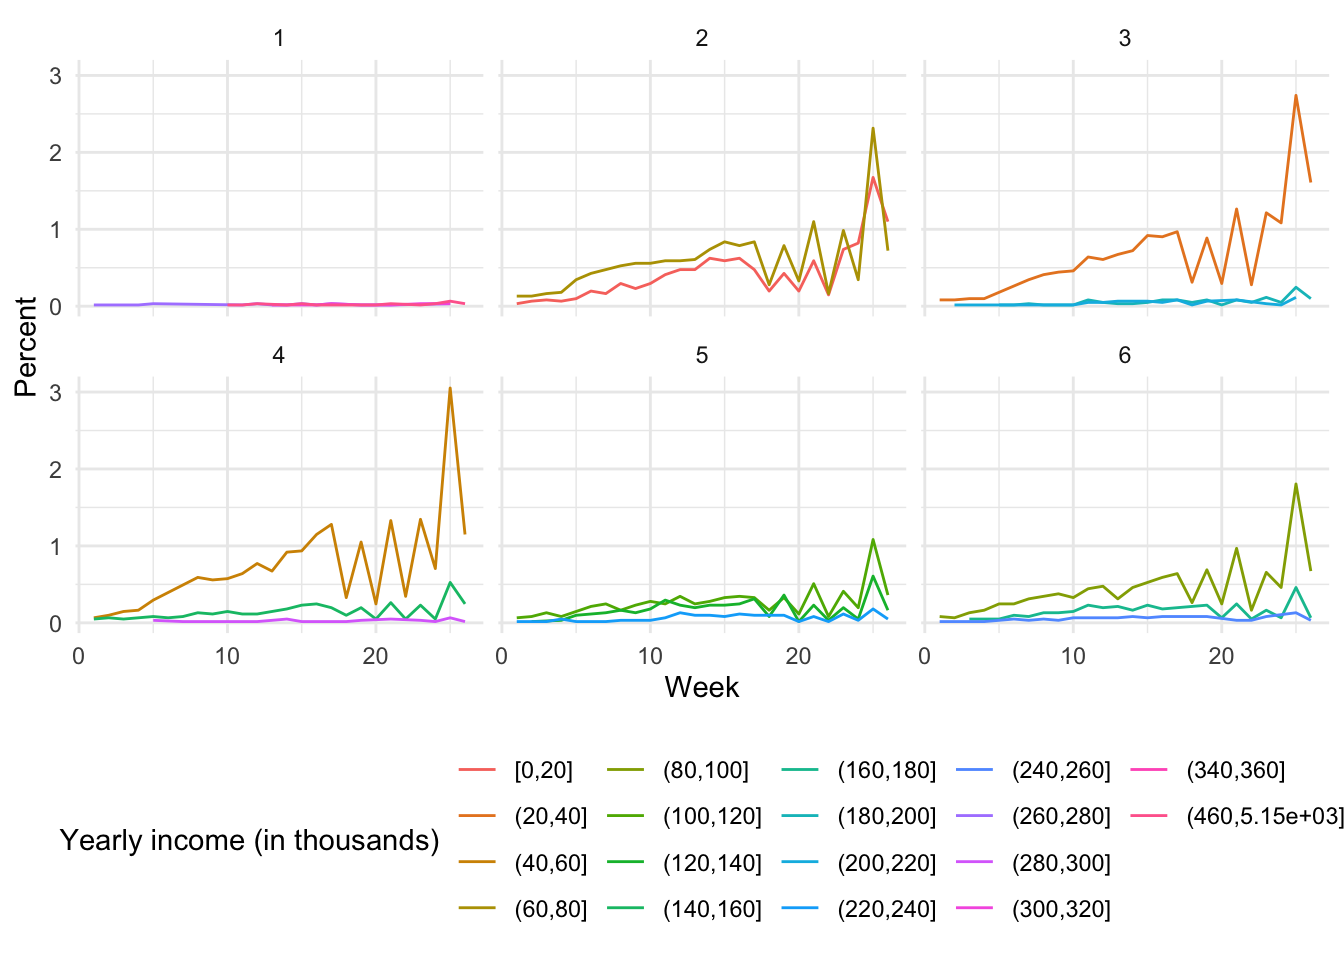 1 2 3
3
2
1
0
Percent
4 5 6
3
2
1
0
0 10 20 0 10 20 0 10 20
Week
Yearly income (in thousands)
[0,20] (80,100] (160,180] (240,260] (340,360]
(20,40] (100,120] (180,200] (260,280] (460,5.15e+03]
(40,60] (120,140] (200,220] (280,300]
(60,80] (140,160] (220,240] (300,320]